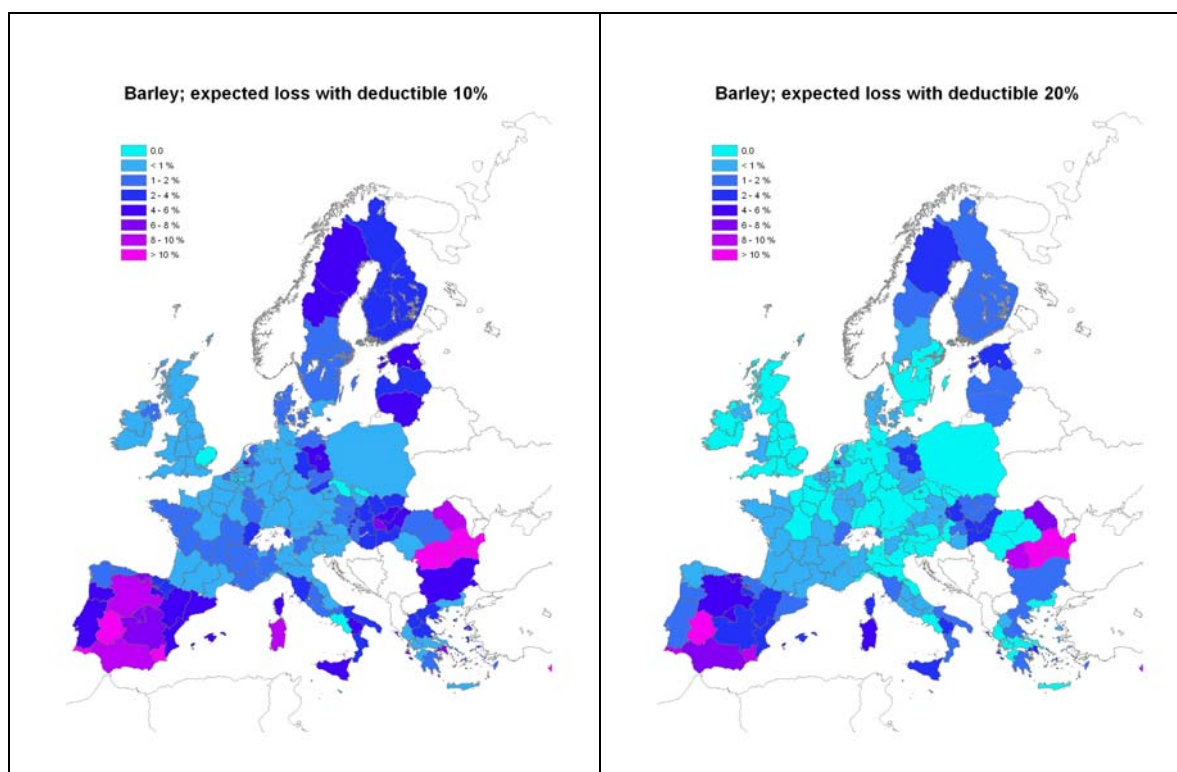 Barley; expected loss with deductible 10%
0.0
< 1 %
1 - 2 %
2 - 4 %
4 - 6 %
6 - 8 %
8 - 10 %
> 10 %
Barley; expected loss with deductible 20%
0.0
< 1 %
1 - 2 %
2 - 4 %
4 - 6 %
6 - 8 %
8 - 10 %
> 10 %